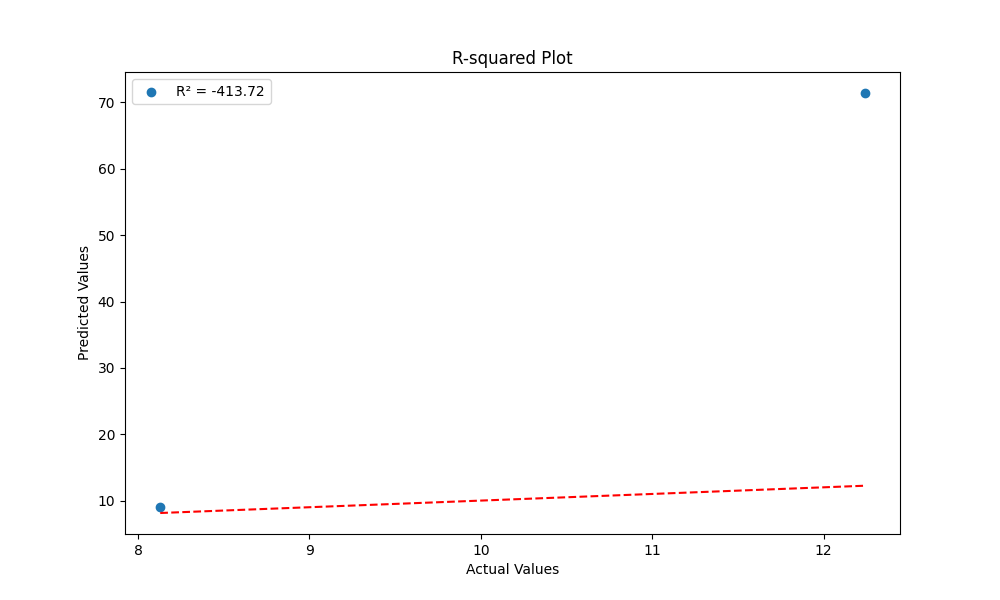 R-squared Plot
R² = -413.72
70
60
50
40
30
20
10
Predicted Values
8 9 10 11 12
Actual Values